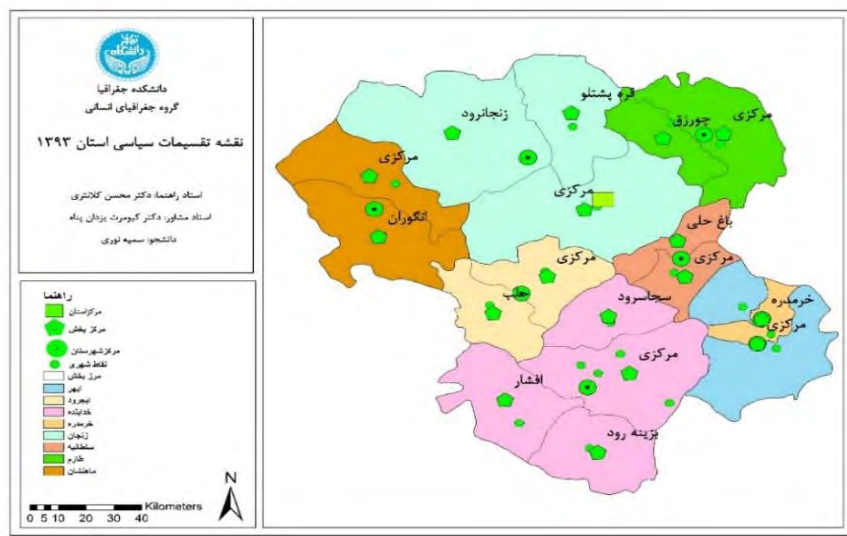 دانشکده جغرافیا
گروه جغرافیای انسانی
نقشه تقسیمات سیاسی استان ۱۳۹۳
استاد راهنما: دکتر محسن کلانتری
استاد مشاور: دکتر کیومرث یزدان پناه
دانشجو: سمیه نوری
راهنما
مرکزاستان
مرکز بخش
مرکزشهرستان
نقاط شهری
مرز بخش
ابهر
ایجرود
خدابنده
خرمدره
زنجان
سلطانیه
طارم
ماهنشان
N
Kilometers
0 5 10 20 30 40
قره پشتلو
زنجانرود
مرکزی
چورزق
مرکزی
انگوران
مرکزی
باغ حلی
مرکزی
مرکزی
حلب
سجاسرود
خرمدره
مرکزی
مرکزی
افشار
بزینه رود